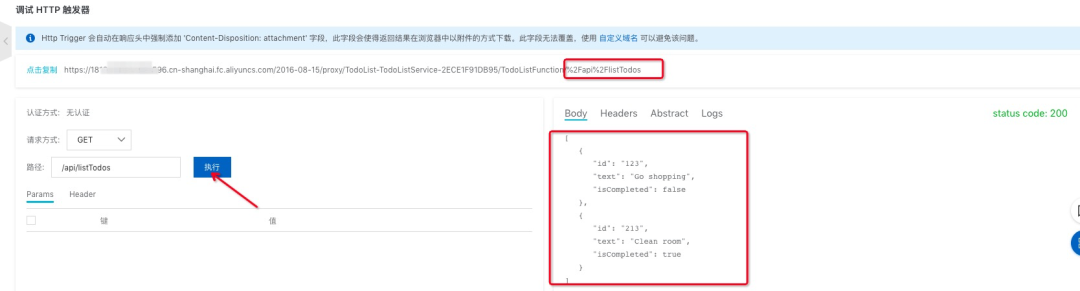 调试 HTTP 触发器
Http Trigger 会自动在响应头中强制添加 'Content-Disposition: attachment' 字段，此字段会使得返回结果在浏览器中以附件的方式下载。此字段无法覆盖，使用 自定义域名 可以避免该问题。
点击复制 https://18 96.cn-shanghai.fc.aliyuncs.com/2016-08-15/proxy/TodoList-TodoListService-2ECE1F91DB95/TodoListFunction/%2Fapi%2FlistTodos
认证方式: 无认证
请求方式: GET
路径: /api/listTodos 执行
Params Header
键 值
Body Headers Abstract Logs status code: 200
[
{
"id": "123",
"text": "Go shopping",
"isCompleted": false
},
{
"id": "213",
"text": "Clean room",
"isCompleted": true
}
]